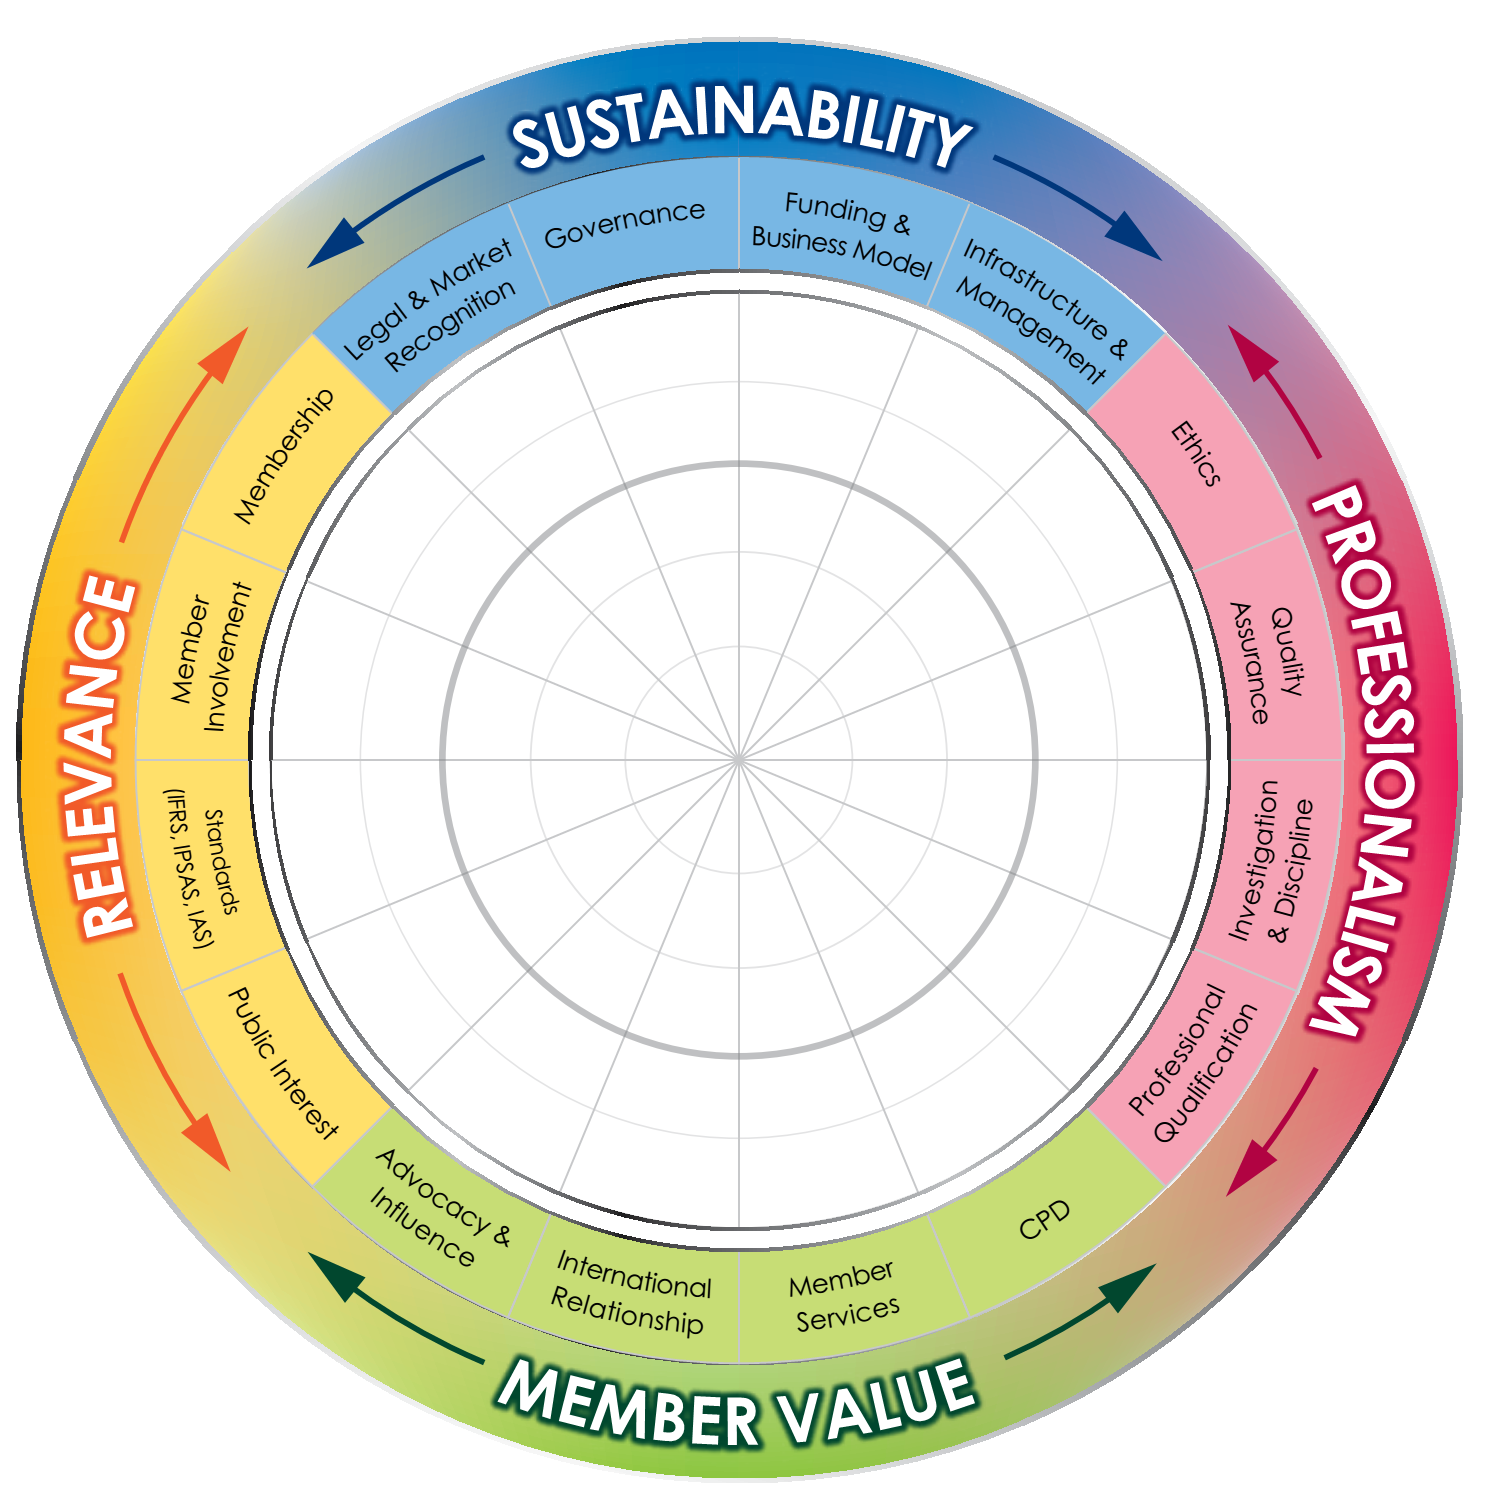 SUSTAINABILITY
Legal & Market
Recognition
Governance
Funding &
Business Model
Infrastructure &
Management
PROFESSIONALISM
Ethics
Quality
Assurance
Investigation
& Discipline
Professional
Qualification
MEMBER VALUE
CPD
Member
Services
International
Relationship
Advocacy &
Influence
RELEVANCE
Public Interest
Standards
(IFRS, IPSAS, IAS)
Member
Involvement
Membership